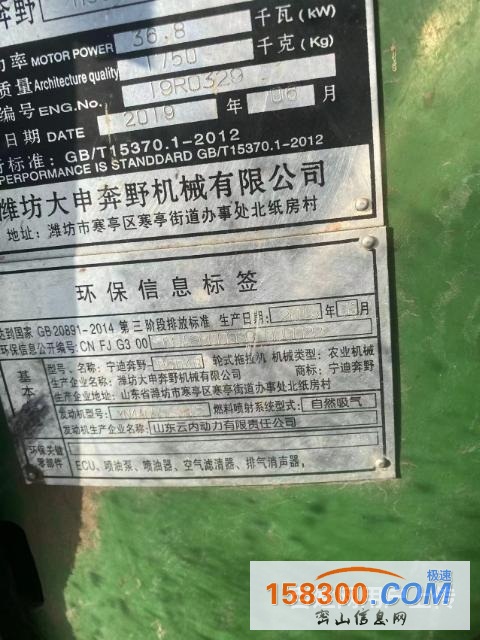 奔野
功率 MOTOR POWER 36.8 千瓦(kW)
质量 Architecture quality 1750 千克(Kg)
编号 ENG.No. 19R0329
日期 DATE 2019 年 06 月
行标准: GB/T15370.1-2012
PERPORMANCE IS STANDDARD GB/T15370.1-2012
潍坊大申奔野机械有限公司
地址: 潍坊市寒亭区寒亭街道办事处北纸房村
环保信息标签
达到国家 GB 20891-2014 第三阶段排放标准 生产日期: 年 月
环保信息公开编号: CN FJ G3 00
基本
型号、名称: 宁迪奔野 轮式拖拉机 机械类型: 农业机械
生产企业名称: 潍坊大申奔野机械有限公司 商标: 宁迪奔野
生产企业地址: 山东省潍坊市寒亭区寒亭街道办事处北纸房村
发动机型号: 燃料喷射系统型式: 自然吸气
发动机生产企业名称: 山东云内动力有限责任公司
环保关键零部件
ECU、喷油泵、喷油器、空气滤清器、排气消声器,
极速
158300.COM
密山信息网